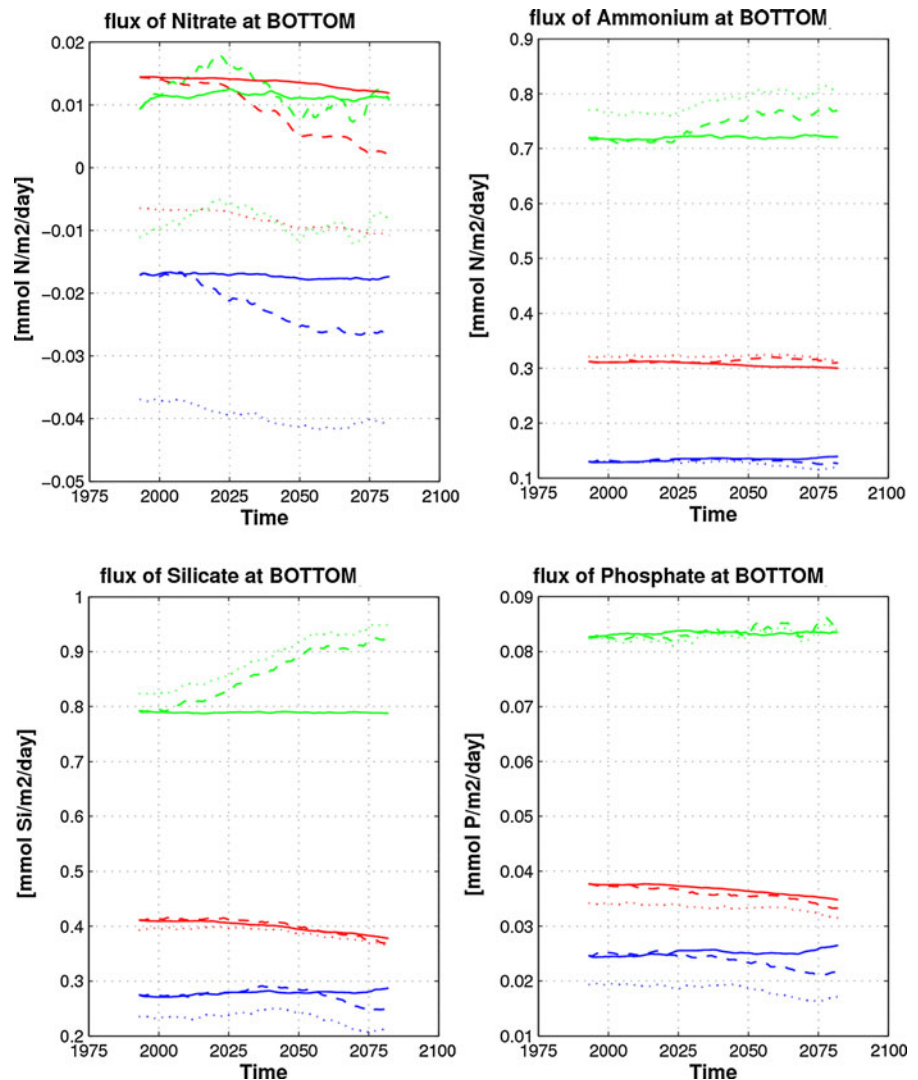 flux of Nitrate at BOTTOM
0.02
0.01
0
−0.01
−0.02
−0.03
−0.04
−0.05
[mmol N/m2/day]
1975 2000 2025 2050 2075 2100
Time
flux of Ammonium at BOTTOM
0.9
0.8
0.7
0.6
0.5
0.4
0.3
0.2
0.1
[mmol N/m2/day]
1975 2000 2025 2050 2075 2100
Time
flux of Silicate at BOTTOM
1
0.9
0.8
0.7
0.6
0.5
0.4
0.3
0.2
[mmol Si/m2/day]
1975 2000 2025 2050 2075 2100
Time
flux of Phosphate at BOTTOM
0.09
0.08
0.07
0.06
0.05
0.04
0.03
0.02
0.01
[mmol P/m2/day]
1975 2000 2025 2050 2075 2100
Time